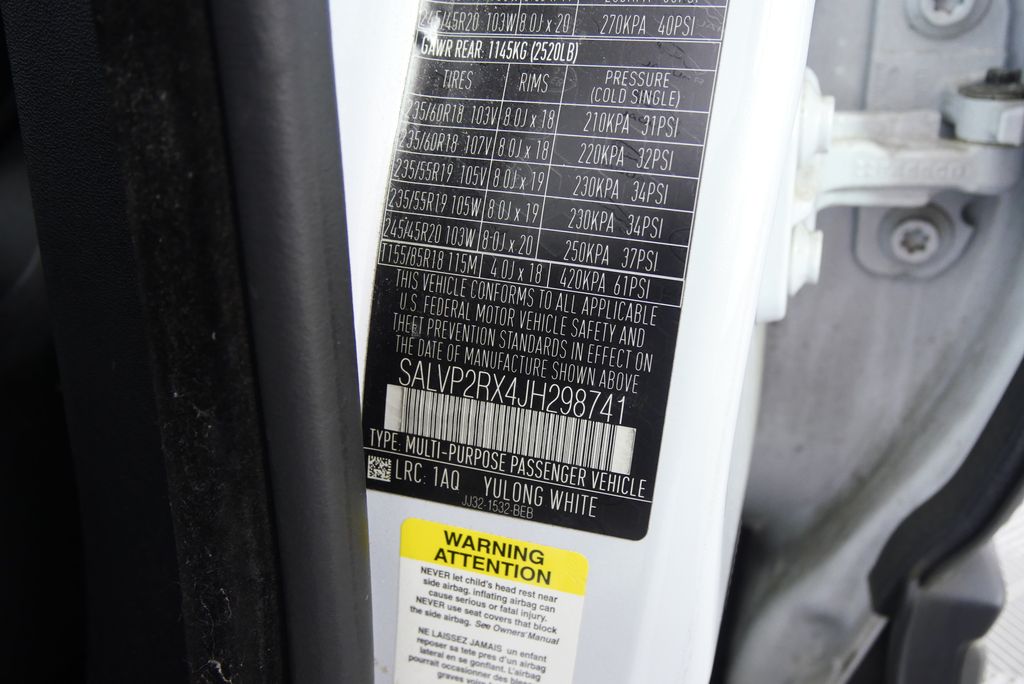 245/45R20 103W 8.0J x 20 270KPA 40PSI
GAWR REAR: 1145KG (2520LB)
TIRES RIMS PRESSURE
(COLD SINGLE)
235/60R18 103V 8.0J x 18 210KPA 31PSI
235/60R18 107V 8.0J x 18 220KPA 32PSI
235/55R19 105V 8.0J x 19 230KPA 34PSI
235/55R19 105W 8.0J x 19 230KPA 34PSI
245/45R20 103W 8.0J x 20 250KPA 37PSI
T155/85R18 115M 4.0J x 18 420KPA 61PSI
THIS VEHICLE CONFORMS TO ALL APPLICABLE
U.S. FEDERAL MOTOR VEHICLE SAFETY AND
THEFT PREVENTION STANDARDS IN EFFECT ON
THE DATE OF MANUFACTURE SHOWN ABOVE
SALVP2RX4JH298741
TYPE: MULTI-PURPOSE PASSENGER VEHICLE
LRC: 1AQ YULONG WHITE
JJ32-1532-BEB
WARNING
ATTENTION
NEVER let child's head rest near
side airbag. inflating airbag can
cause serious or fatal injury.
NEVER use seat covers that block
the side airbag. See Owners' Manual
NE LAISSEZ JAMAIS un enfant
reposer sa tete pres d'un airbag
lateral en se gonflant. L'airbag
pourrait occasionner des
graves